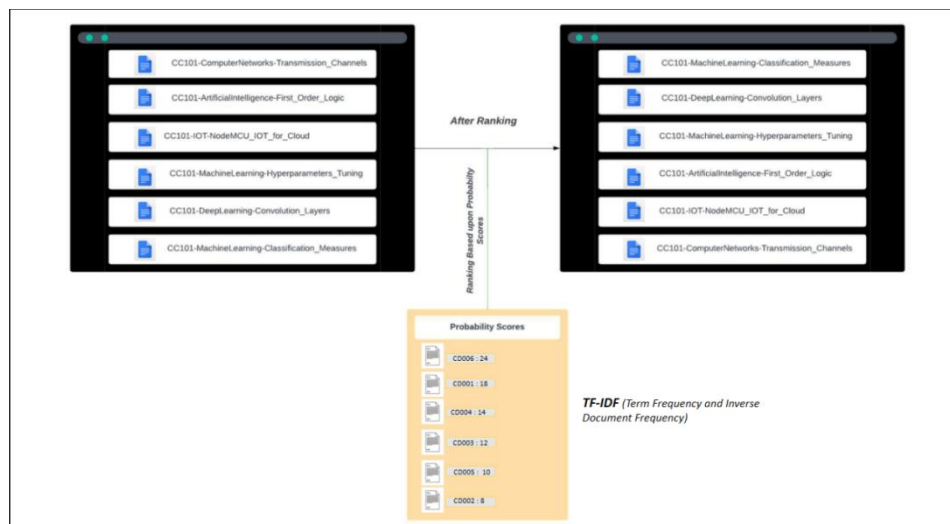 CC101-ComputerNetworks-Transmission_Channels
CC101-ArtificialIntelligence-First_Order_Logic
CC101-IOT-NodeMCU_IOT_for_Cloud
CC101-MachineLearning-Hyperparameters_Tuning
CC101-DeepLearning-Convolution_Layers
CC101-MachineLearning-Classification_Measures
After Ranking
Ranking Based upon Probabilty
Scores
CC101-MachineLearning-Classification_Measures
CC101-DeepLearning-Convolution_Layers
CC101-MachineLearning-Hyperparameters_Tuning
CC101-ArtificialIntelligence-First_Order_Logic
CC101-IOT-NodeMCU_IOT_for_Cloud
CC101-ComputerNetworks-Transmission_Channels
Probability Scores
CD006 : 24
CD001 : 18
CD004 : 14
CD003 : 12
CD005 : 10
CD002 : 8
TF-IDF (Term Frequency and Inverse
Document Frequency)